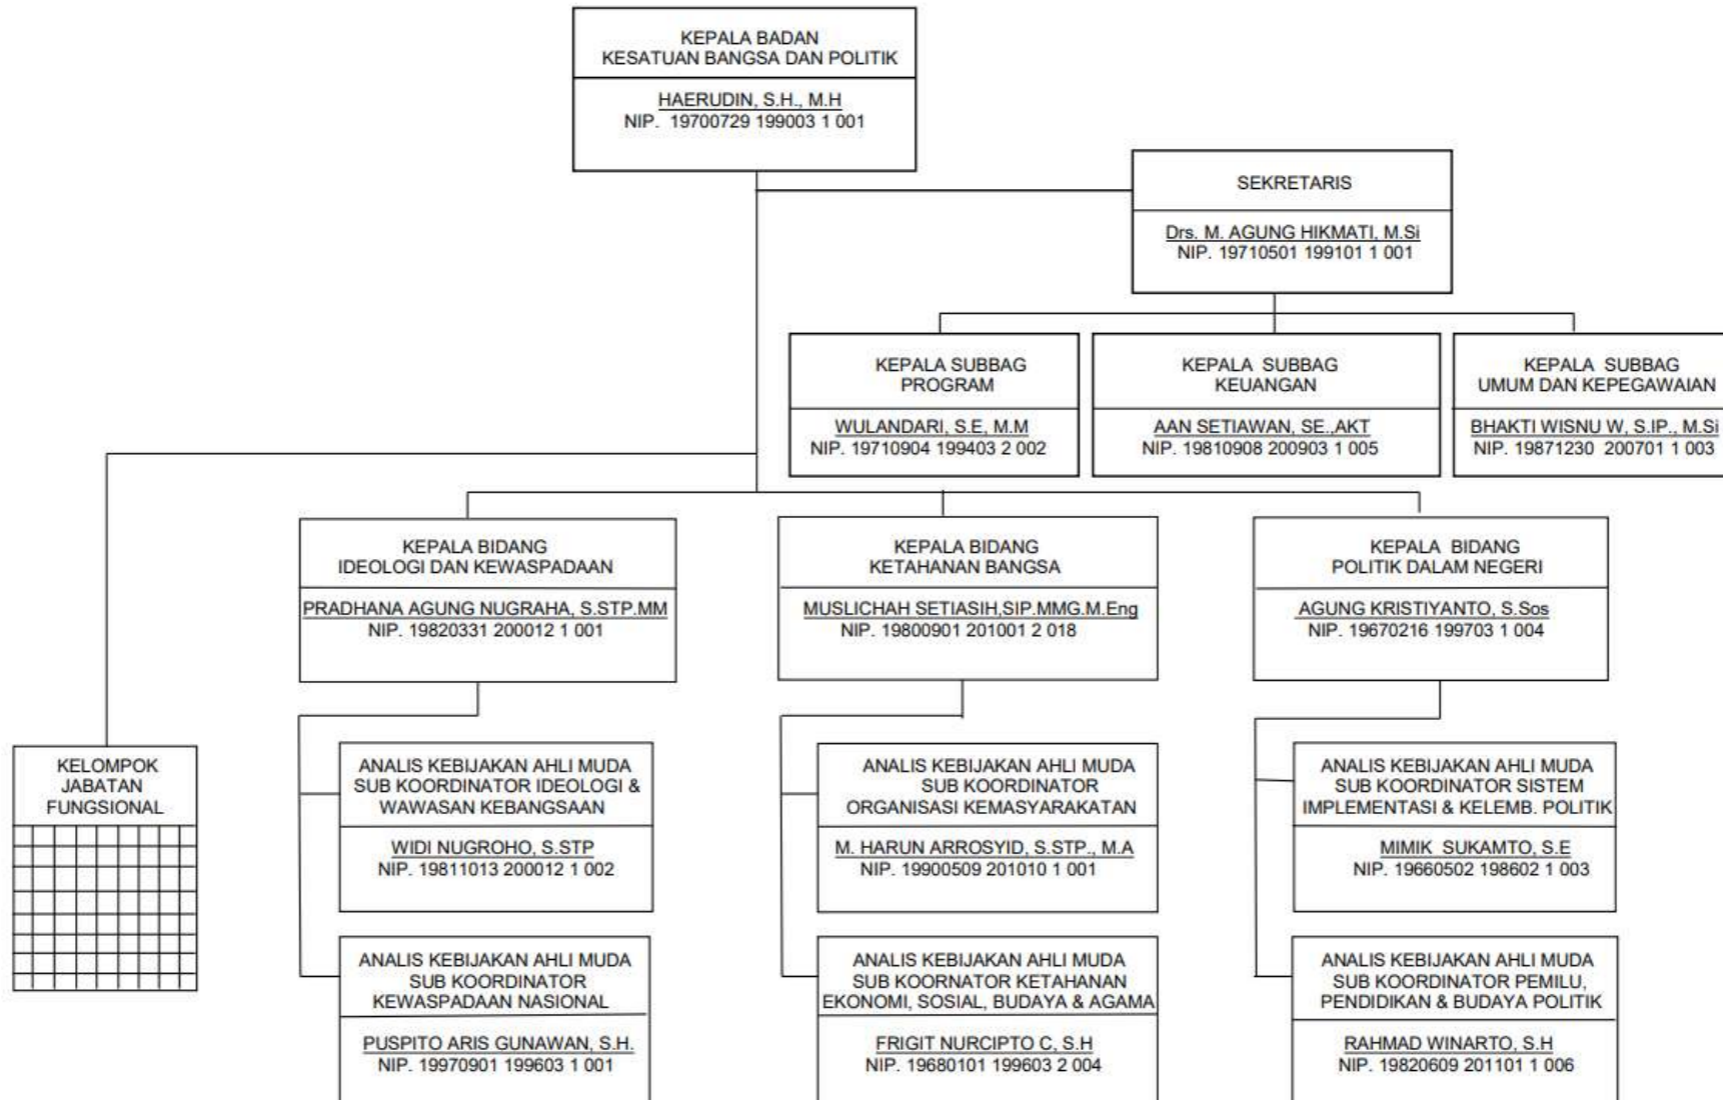 KEPALA BADAN
KESATUAN BANGSA DAN POLITIK
HAERUDIN, S.H., M.H
NIP. 19700729 199003 1 001
SEKRETARIS
Drs. M. AGUNG HIKMATI, M.Si
NIP. 19710501 199101 1 001
KEPALA SUBBAG
PROGRAM
WULANDARI, S.E, M.M
NIP. 19710904 199403 2 002
KEPALA SUBBAG
KEUANGAN
AAN SETIAWAN, SE.,AKT
NIP. 19810908 200903 1 005
KEPALA SUBBAG
UMUM DAN KEPEGAWAIAN
BHAKTI WISNU W, S.IP., M.Si
NIP. 19871230 200701 1 003
KEPALA BIDANG
IDEOLOGI DAN KEWASPADAAN
PRADHANA AGUNG NUGRAHA, S.STP.MM
NIP. 19820331 200012 1 001
KEPALA BIDANG
KETAHANAN BANGSA
MUSLICHAH SETIASIH,SIP.MMG.M.Eng
NIP. 19800901 201001 2 018
KEPALA BIDANG
POLITIK DALAM NEGERI
AGUNG KRISTIYANTO, S.Sos
NIP. 19670216 199703 1 004
KELOMPOK
JABATAN
FUNGSIONAL
ANALIS KEBIJAKAN AHLI MUDA
SUB KOORDINATOR IDEOLOGI &
WAWASAN KEBANGSAAN
WIDI NUGROHO, S.STP
NIP. 19811013 200012 1 002
ANALIS KEBIJAKAN AHLI MUDA
SUB KOORDINATOR
ORGANISASI KEMASYARAKATAN
M. HARUN ARROSYID, S.STP., M.A
NIP. 19900509 201010 1 001
ANALIS KEBIJAKAN AHLI MUDA
SUB KOORDINATOR SISTEM
IMPLEMENTASI & KELEMB. POLITIK
MIMIK SUKAMTO, S.E
NIP. 19660502 198602 1 003
ANALIS KEBIJAKAN AHLI MUDA
SUB KOORDINATOR
KEWASPADAAN NASIONAL
PUSPITO ARIS GUNAWAN, S.H.
NIP. 19970901 199603 1 001
ANALIS KEBIJAKAN AHLI MUDA
SUB KOORNATOR KETAHANAN
EKONOMI, SOSIAL, BUDAYA & AGAMA
FRIGIT NURCIPTO C, S.H
NIP. 19680101 199603 2 004
ANALIS KEBIJAKAN AHLI MUDA
SUB KOORDINATOR PEMILU,
PENDIDIKAN & BUDAYA POLITIK
RAHMAD WINARTO, S.H
NIP. 19820609 201101 1 006